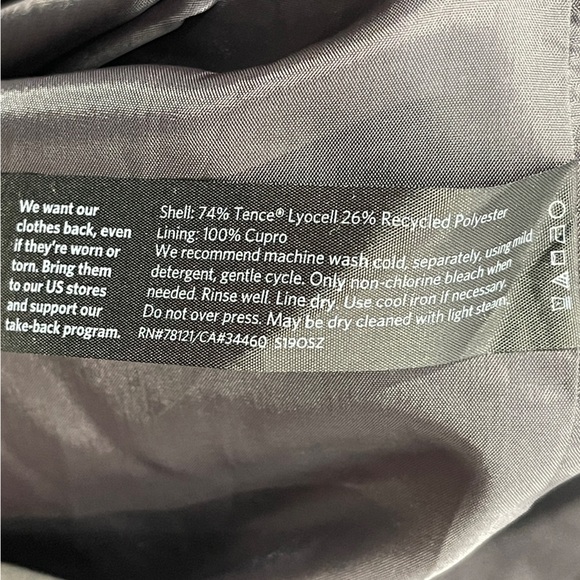 We want our
clothes back, even
if they're worn or
torn. Bring them
to our US stores
and support our
take-back program.
Shell: 74% Tence® Lyocell 26% Recycled Polyester
Lining: 100% Cupro
We recommend machine wash cold, separately, using mild
detergent, gentle cycle. Only non-chlorine bleach when
needed. Rinse well. Line dry. Use cool iron if necessary.
Do not over press. May be dry cleaned with light steam.
RN#78121/CA#34460 S19OSZ